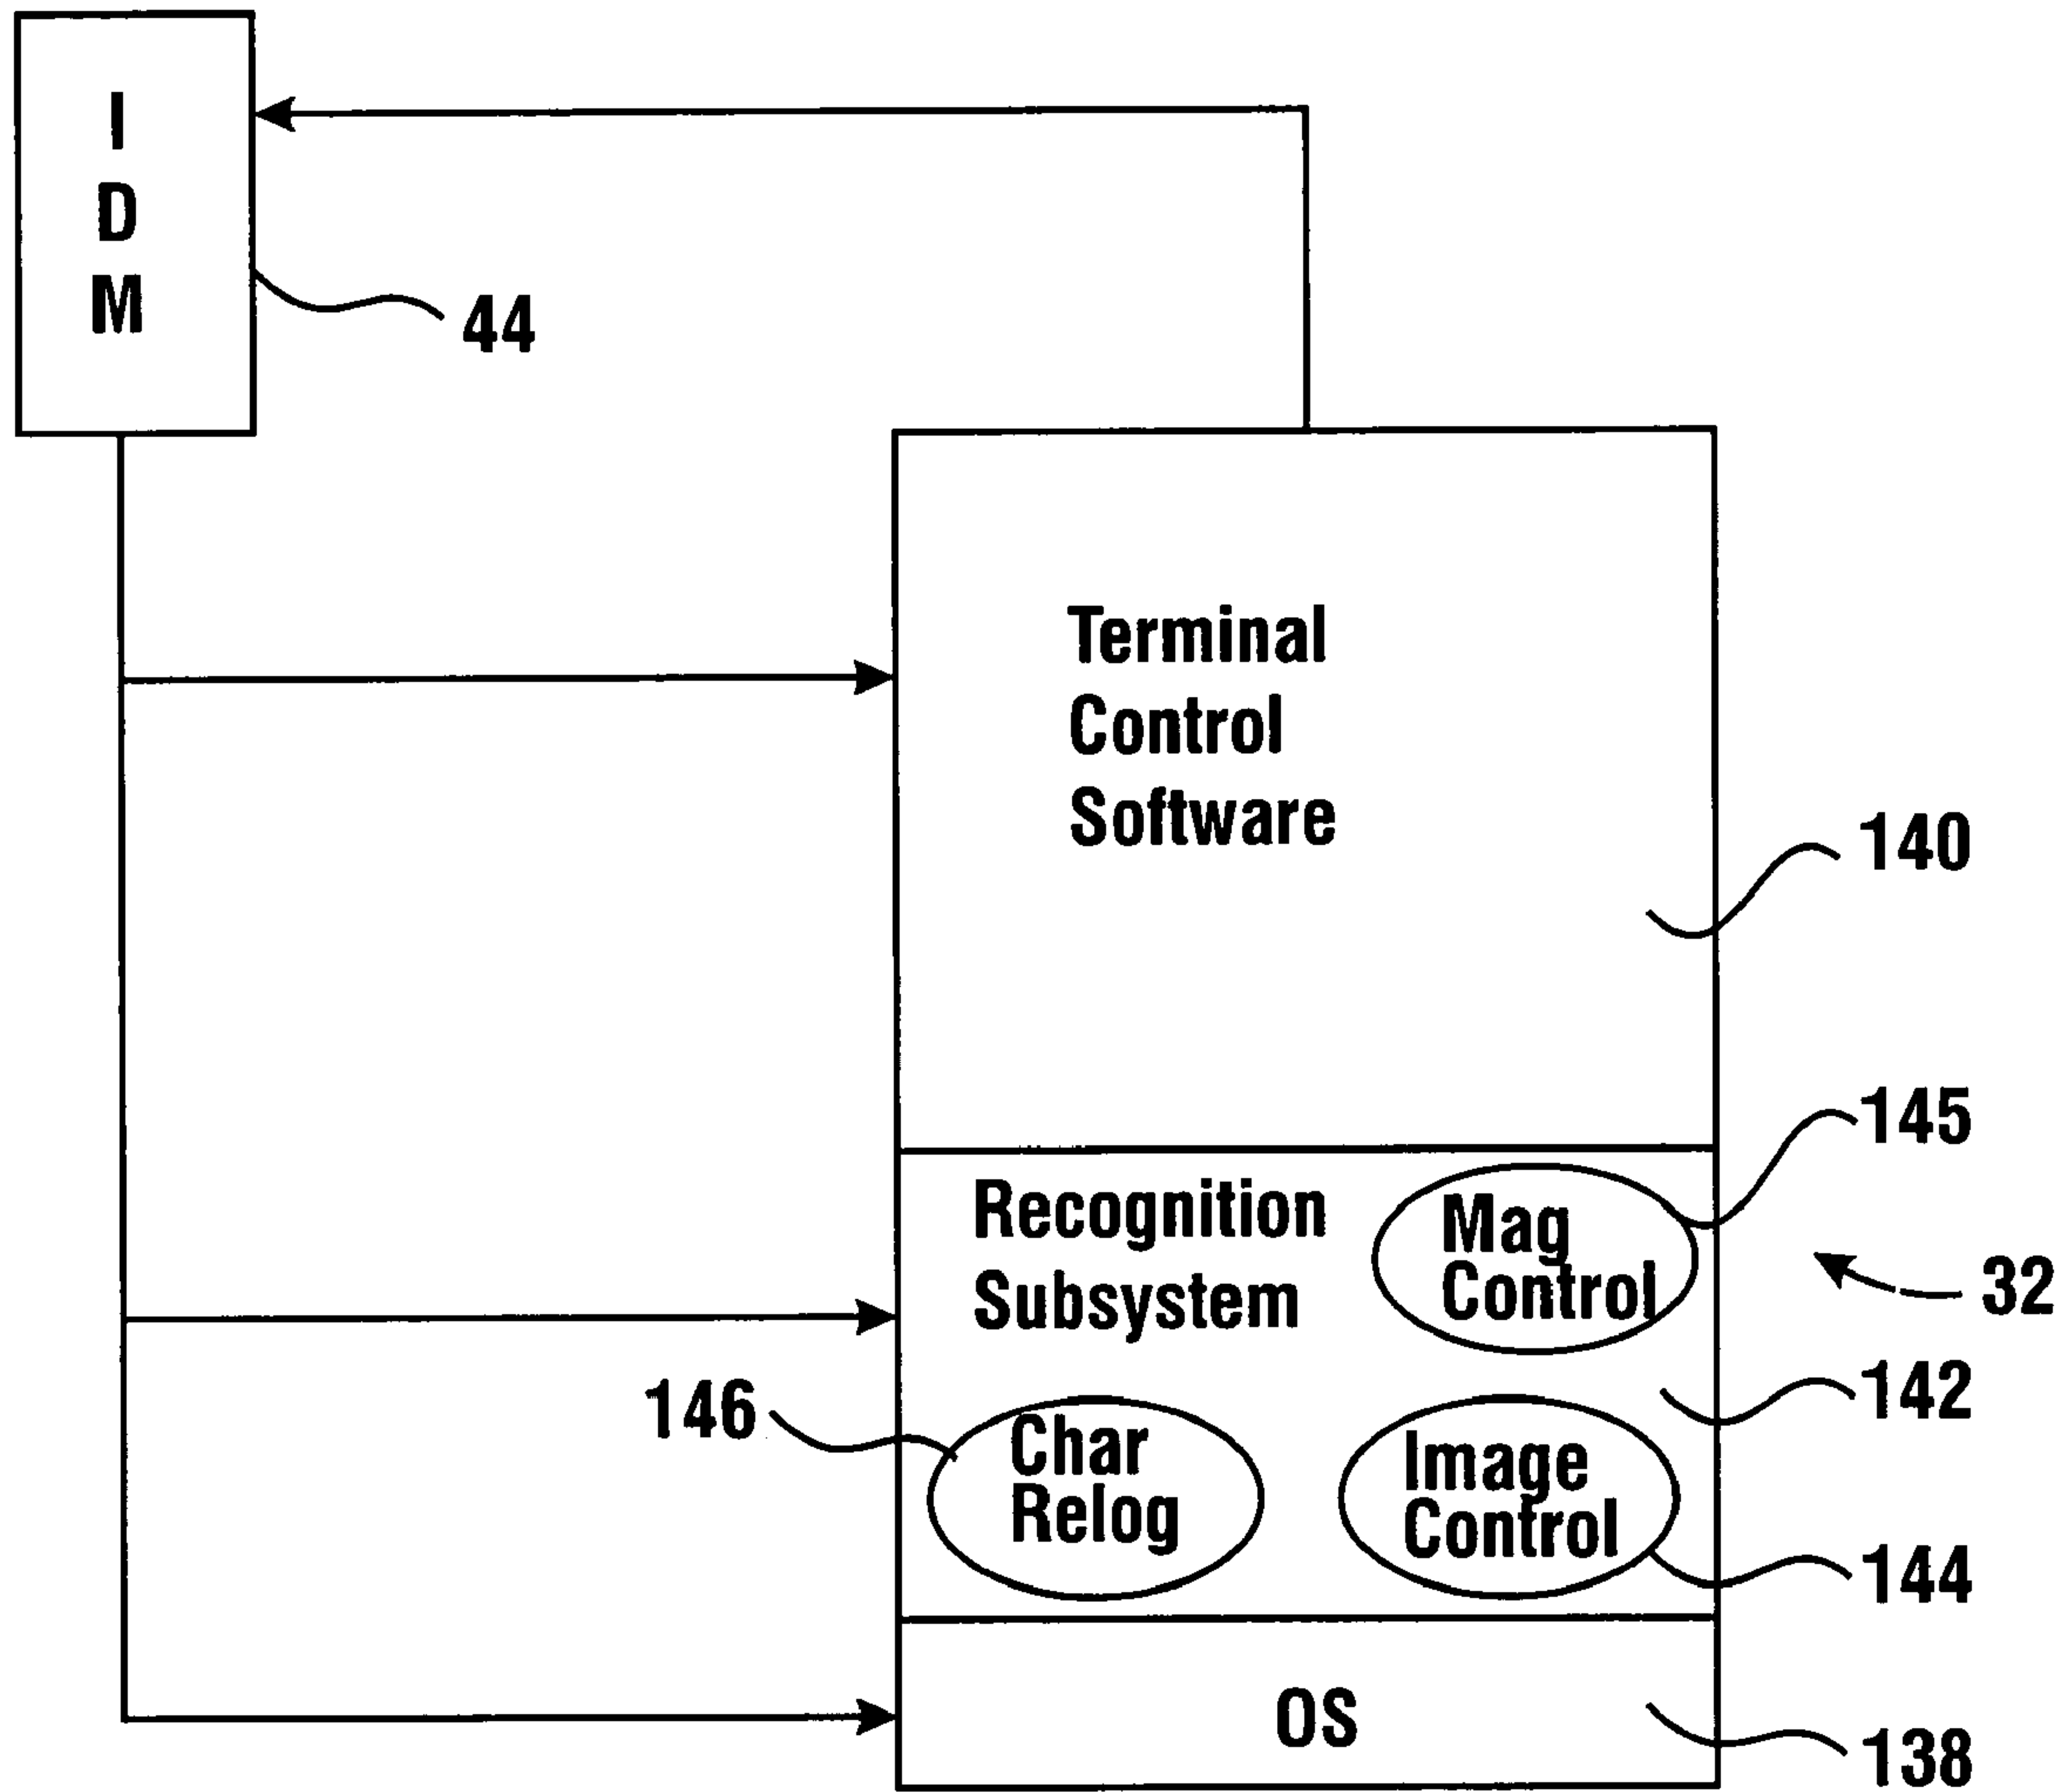 I
D
M
44
Terminal
Control
Software
140
145
Recognition
Subsystem
Mag
Control
32
142
146
Char
Relog
Image
Control
144
OS
138